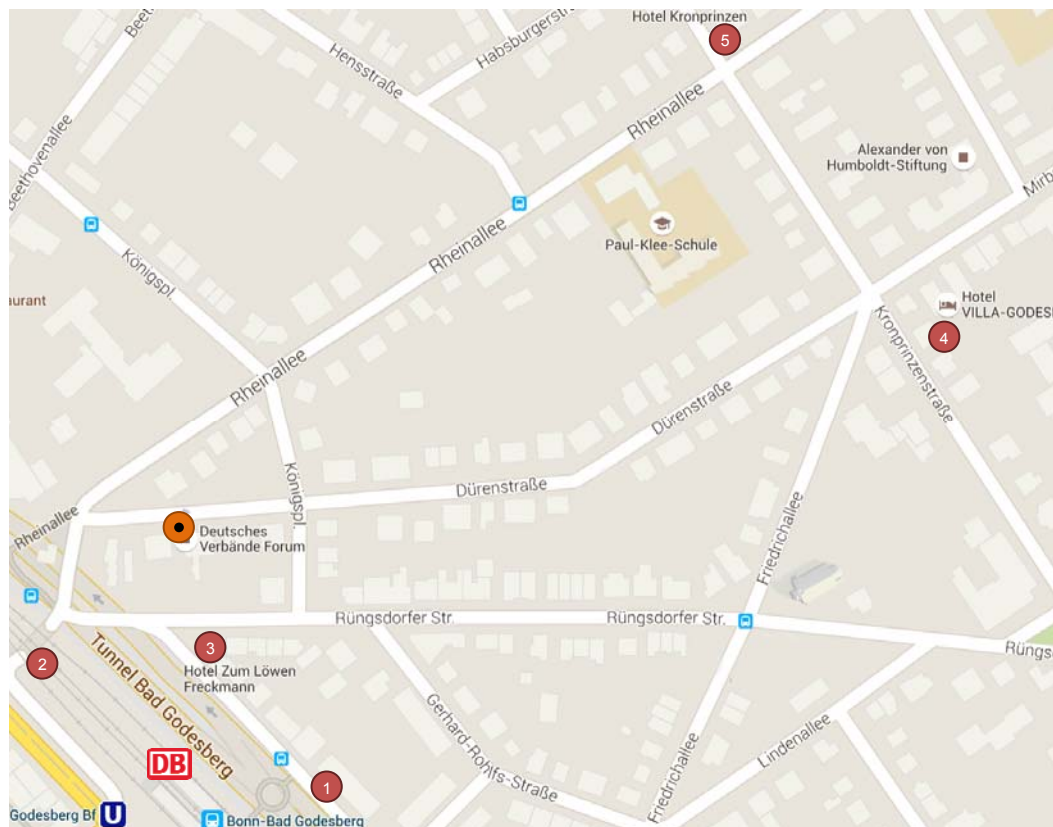 Hotel Kronprinzen
5
Habsburgerstr
Hensstraße
Beethovenallee
Rheinallee
Alexander von
Humboldt-Stiftung
Mirb
Rheinallee
Paul-Klee-Schule
Königspl.
aurant
Hotel
VILLA-GODES
4
Kronprinzenstraße
Rheinallee
Dürenstraße
Königspl.
Dürenstraße
Rheinallee
Deutsches
Verbände Forum
Friedrichallee
Rüngsdorfer Str.
Rüngsdorfer Str.
Rüngs
3
2
Hotel Zum Löwen
Freckmann
Tunnel Bad Godesberg
Gerhard-Rohlfs-Straße
Lindenallee
Friedrichallee
DB
1
Godesberg Bf
U
Bonn-Bad Godesberg